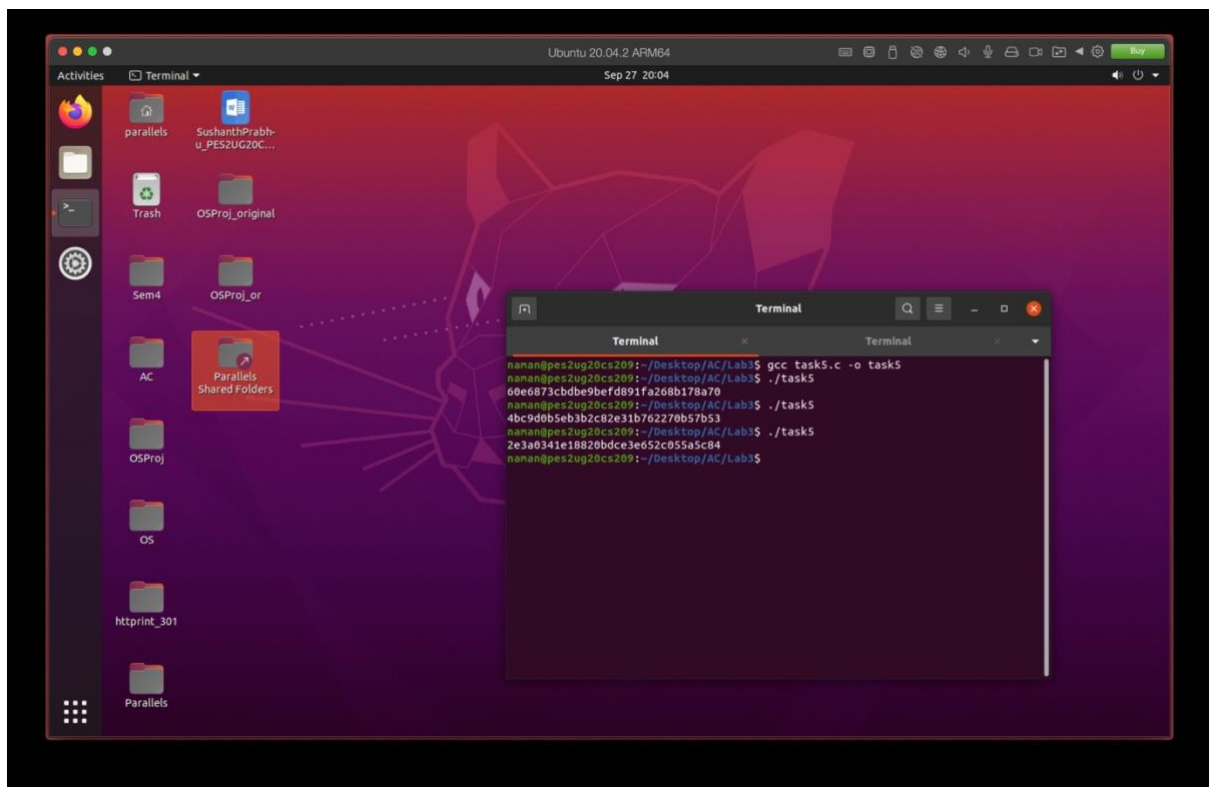 Ubuntu 20.04.2 ARM64
Buy
Activities
Terminal
Sep 27 20:04
parallels
SushanthPrabh-
u_PES2UG20C...
Trash
OSProj_original
Sem4
OSProj_or
AC
Parallels
Shared Folders
OSProj
OS
httprint_301
Parallels
Terminal
Terminal
Terminal
naman@pes2ug20cs209:~/Desktop/AC/Lab3$ gcc task5.c -o task5
naman@pes2ug20cs209:~/Desktop/AC/Lab3$ ./task5
60e6873cbdbe9befd891fa268b178a70
naman@pes2ug20cs209:~/Desktop/AC/Lab3$ ./task5
4bc9d0b5eb3b2c82e31b762270b57b53
naman@pes2ug20cs209:~/Desktop/AC/Lab3$ ./task5
2e3a0341e18820bdce3e652c055a5c84
naman@pes2ug20cs209:~/Desktop/AC/Lab3$